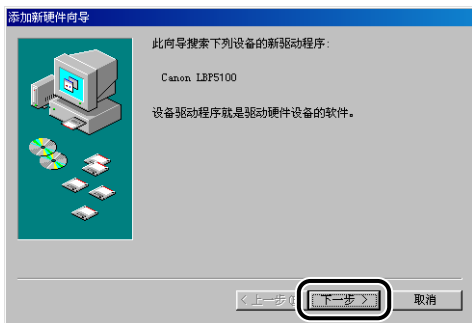 添加新硬件向导
此向导搜索下列设备的新驱动程序:
Canon LBP5100
设备驱动程序就是驱动硬件设备的软件。
< 上一步
下一步 >
取消